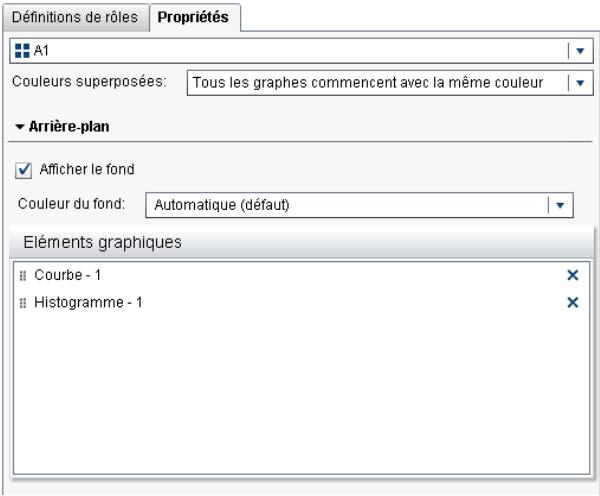 Définitions de rôles Propriétés
A1
Couleurs superposées: Tous les graphes commencent avec la même couleur
Arrière-plan
Afficher le fond
Couleur du fond: Automatique (défaut)
Eléments graphiques
Courbe - 1
Histogramme - 1